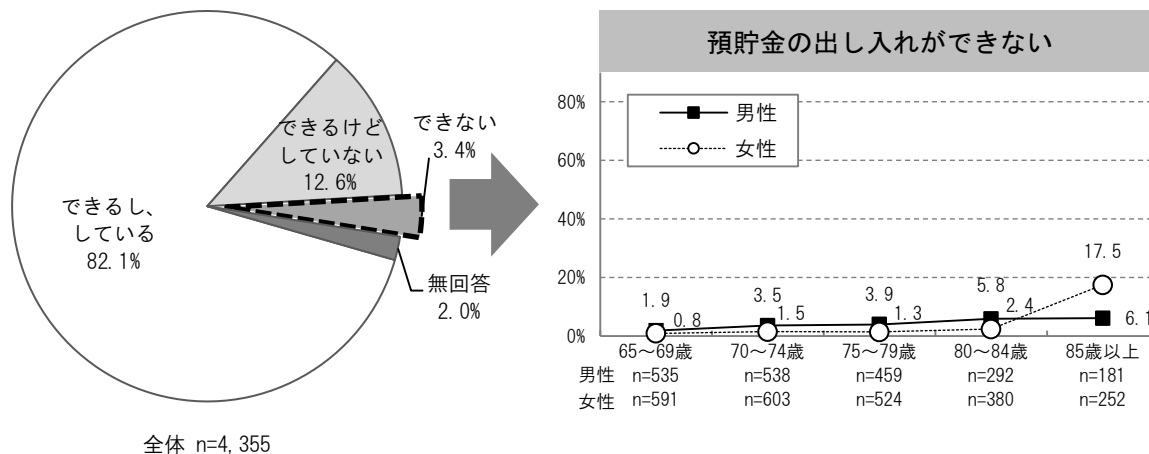 できるけど
していない
12.6%
できない
3.4%
できるし、
している
82.1%
無回答
2.0%
全体 n=4,355
預貯金の出し入れができない
男性
女性
80%
60%
40%
20%
0%
1.9
3.5
3.9
5.8
17.5
0.8
1.5
1.3
2.4
6.1
65～69歳 70～74歳 75～79歳 80～84歳 85歳以上
男性 n=535 n=538 n=459 n=292 n=181
女性 n=591 n=603 n=524 n=380 n=252